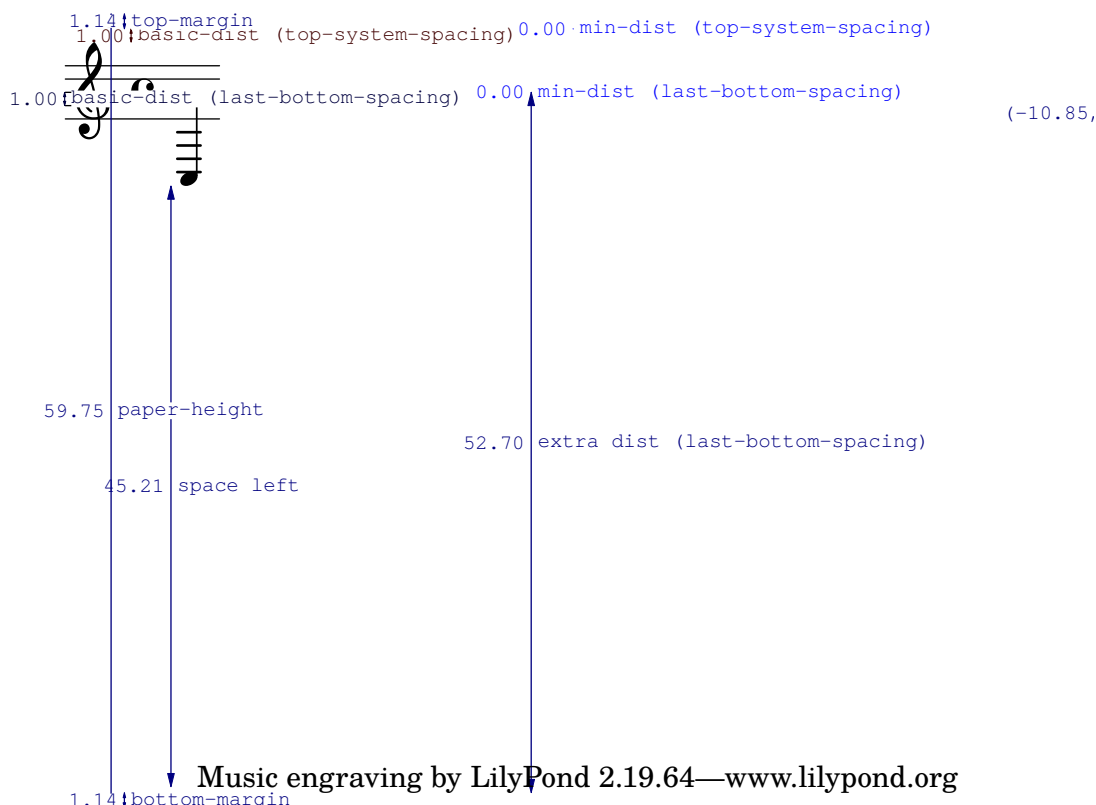 1.14 top-margin
1.00 basic-dist (top-system-spacing) 0.00 min-dist (top-system-spacing)
1.00 basic-dist (last-bottom-spacing) 0.00 min-dist (last-bottom-spacing)
(-10.85,
59.75 paper-height
52.70 extra dist (last-bottom-spacing)
45.21 space left
Music engraving by LilyPond 2.19.64—www.lilypond.org
1.14 bottom-margin